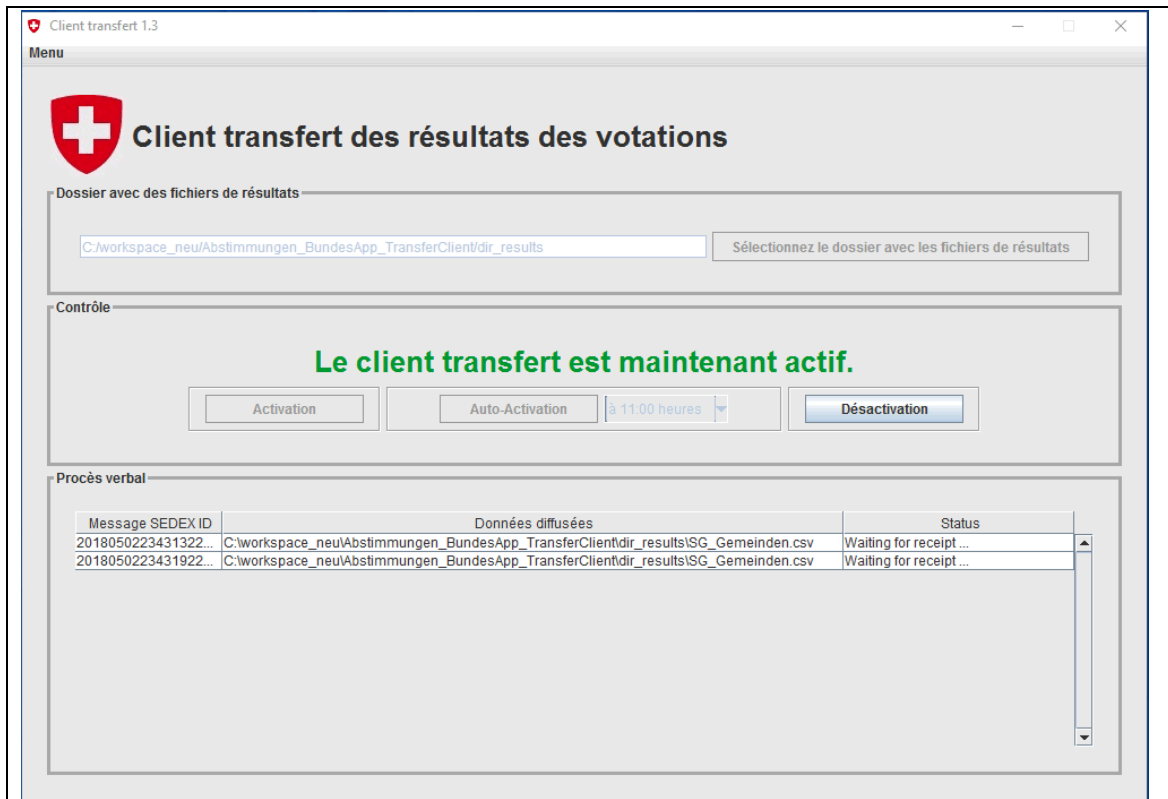 Client transfert 1.3
Menu
Client transfert des résultats des votations
Dossier avec des fichiers de résultats
C:/workspace_neu/Abstimmungen_BundesApp_TransferClient/dir_results Sélectionnez le dossier avec les fichiers de résultats
Contrôle
Le client transfert est maintenant actif.
Activation Auto-Activation à 11:00 heures Désactivation
Procès verbal
Message SEDEX ID Données diffusées Status
2018050223431322... C:\workspace_neu\Abstimmungen_BundesApp_TransferClient\dir_results\SG_Gemeinden.csv Waiting for receipt ...
2018050223431922... C:\workspace_neu\Abstimmungen_BundesApp_TransferClient\dir_results\SG_Gemeinden.csv Waiting for receipt ...